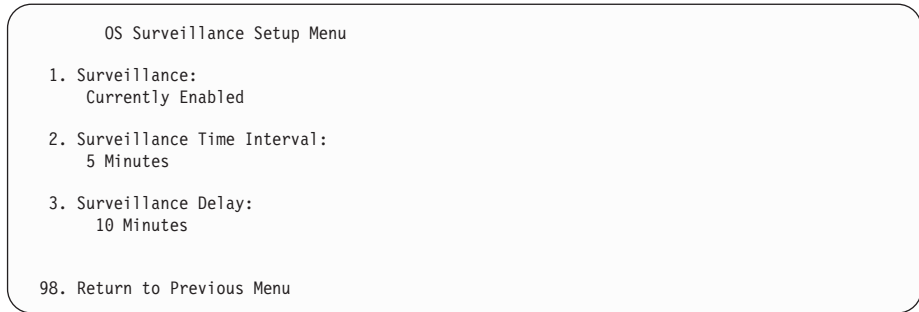 OS Surveillance Setup Menu
1. Surveillance:
Currently Enabled
2. Surveillance Time Interval:
5 Minutes
3. Surveillance Delay:
10 Minutes
98. Return to Previous Menu